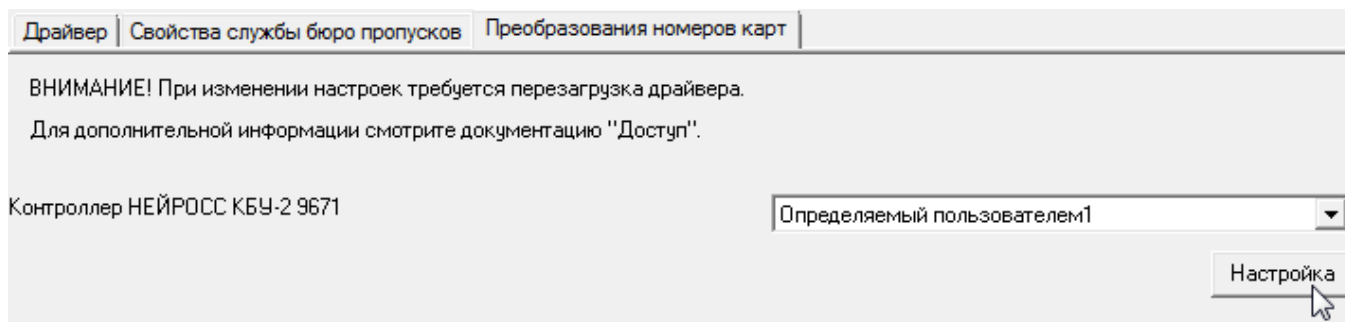 Драйвер Свойства службы бюро пропусков Преобразования номеров карт
ВНИМАНИЕ! При изменении настроек требуется перезагрузка драйвера.
Для дополнительной информации смотрите документацию "Доступ".
Контроллер НЕЙРОСС КБУ-2 9671 Определяемый пользователем1
Настройка